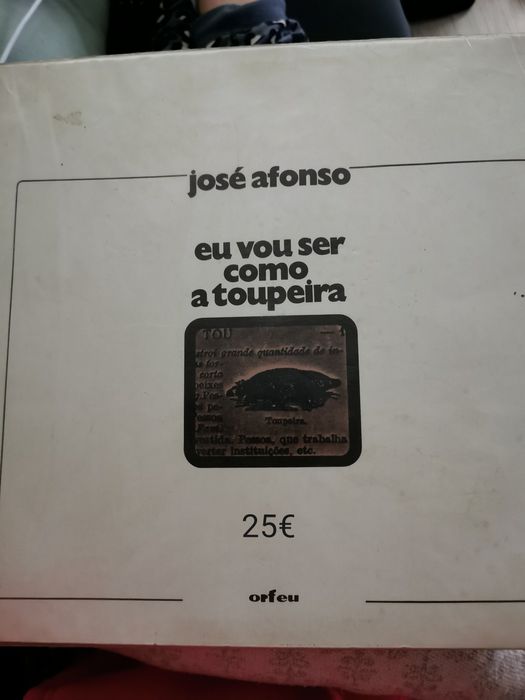 josé afonso
eu vou ser
como
a toupeira
TOU
grande quantidade de in-
Toupeira.
Pessoa, que trabalha
instituições, etc.
25€
orfeu